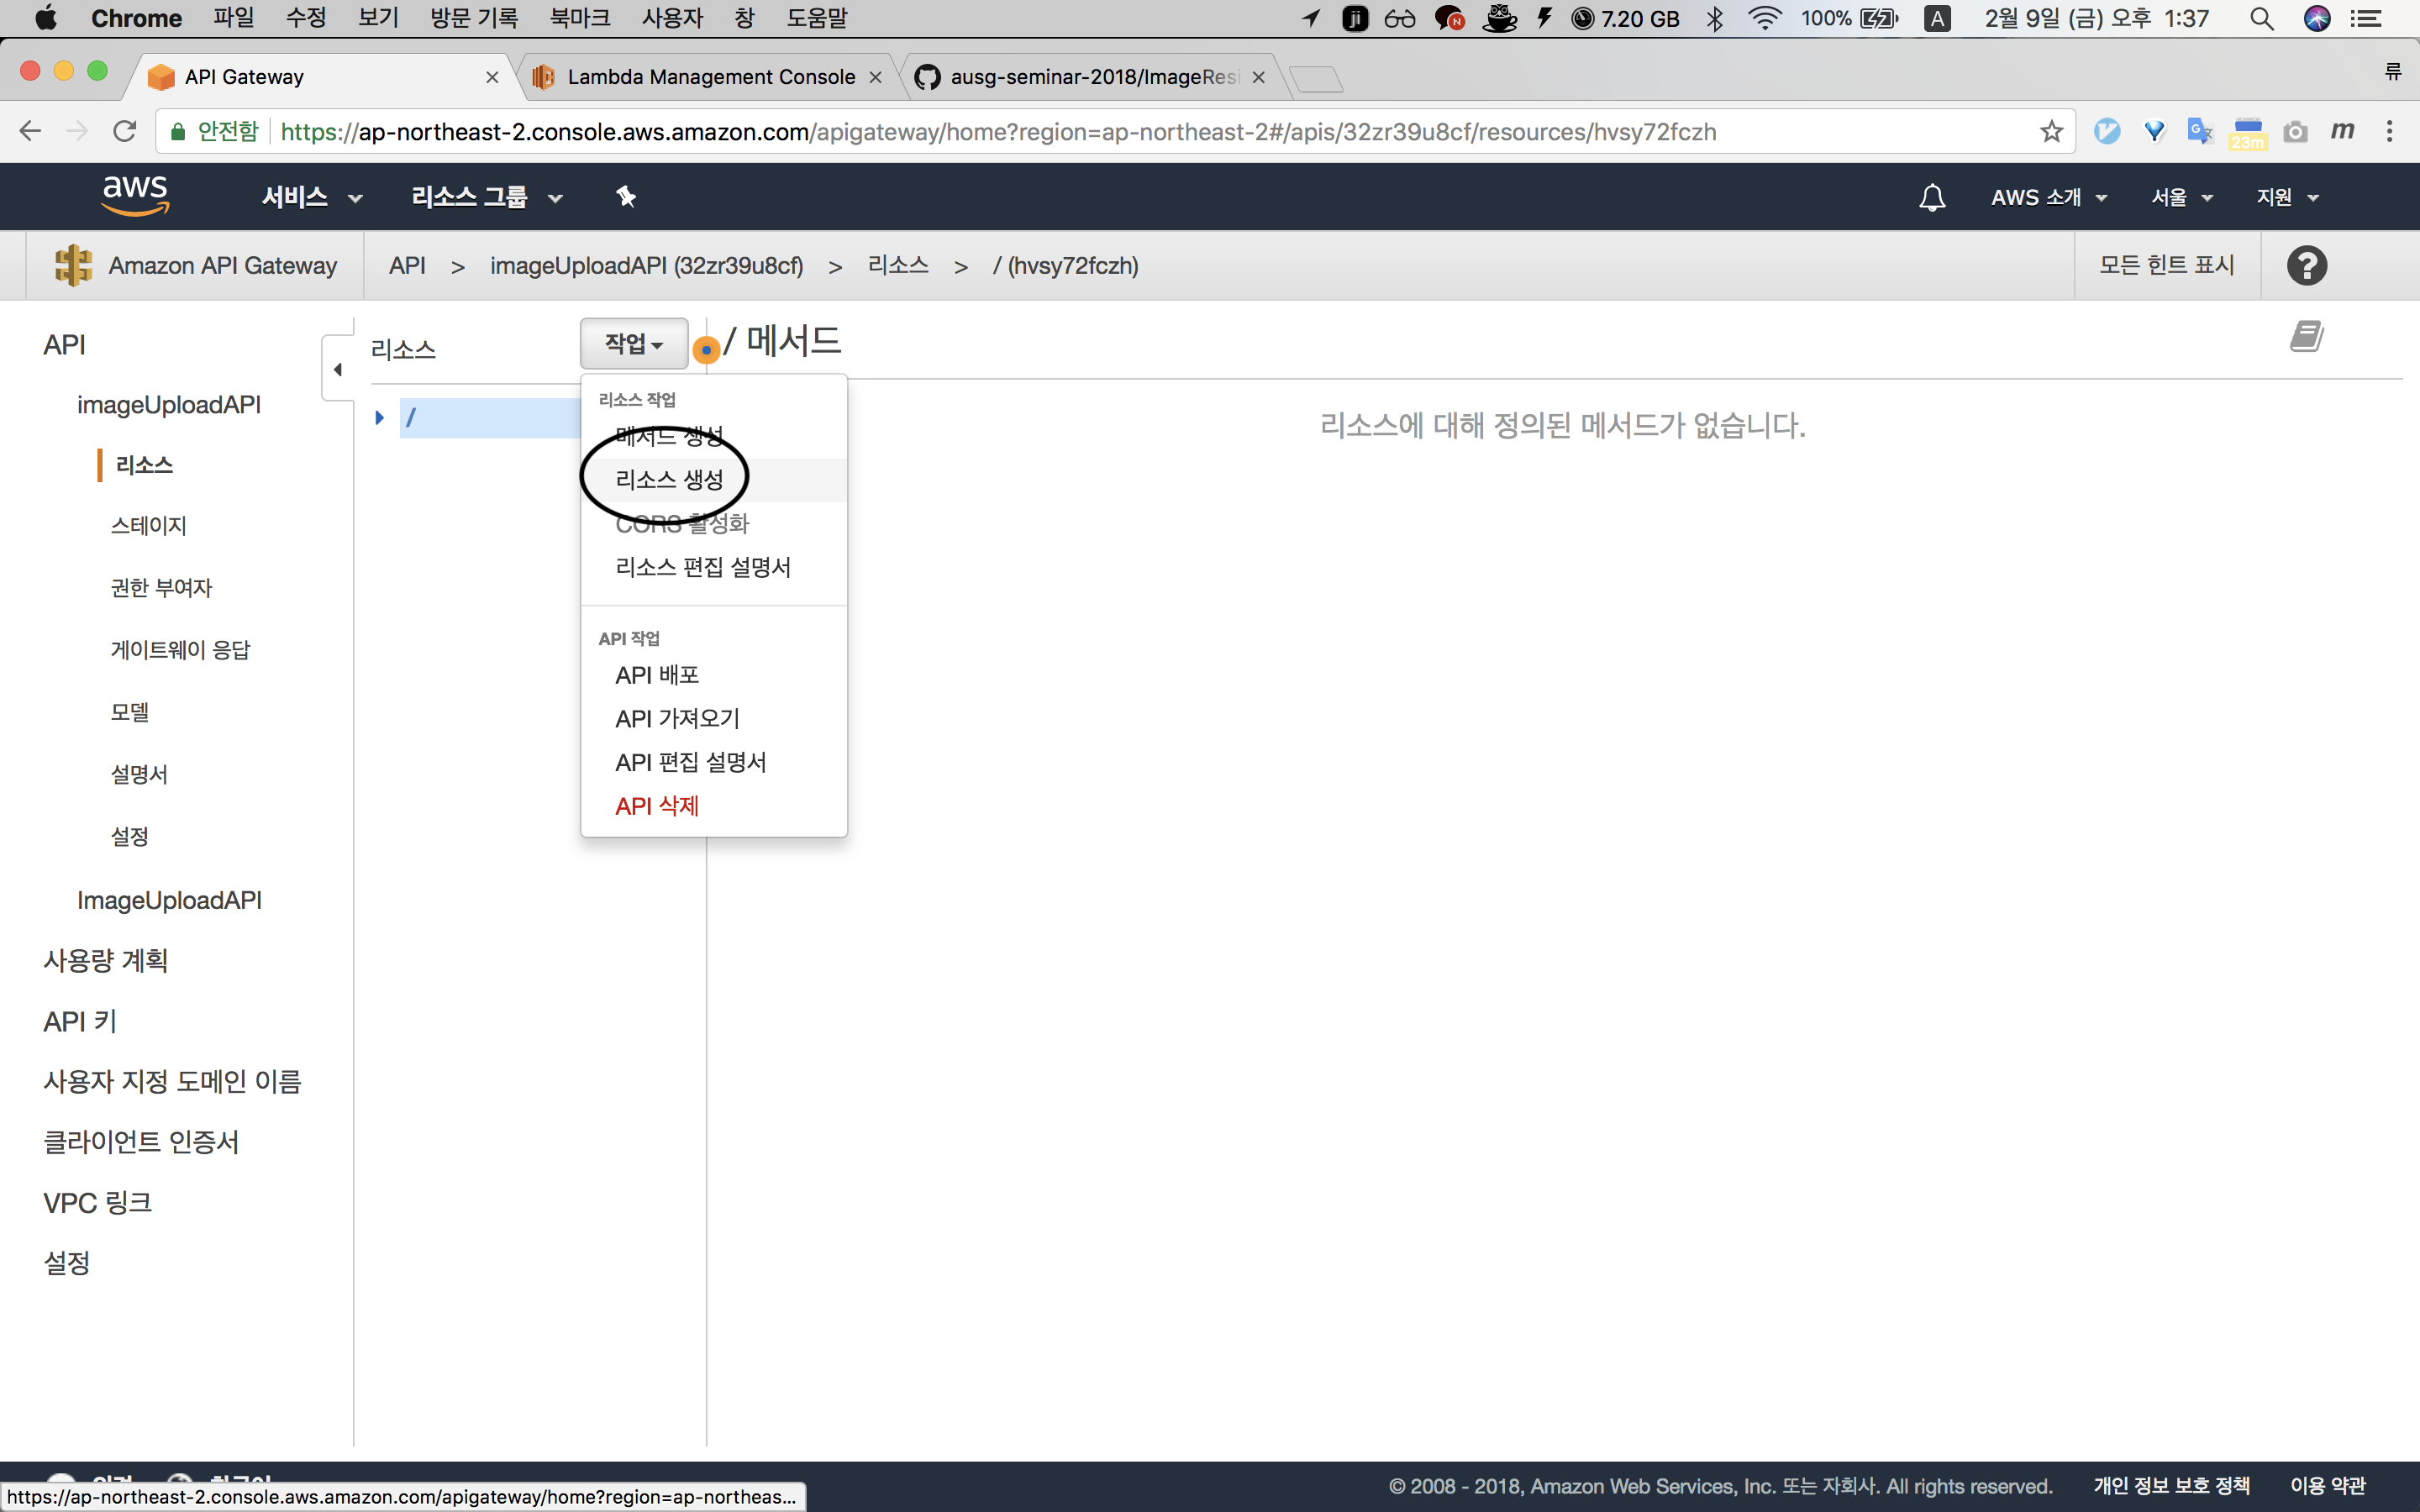 Chrome 파일 수정 보기 방문 기록 북마크 사용자 창 도움말 ji N 7.20 GB 100% A 2월 9일 (금) 오후 1:37
API Gateway Lambda Management Console ausg-seminar-2018/ImageResi 류
안전함 https://ap-northeast-2.console.aws.amazon.com/apigateway/home?region=ap-northeast-2#/apis/32zr39u8cf/resources/hvsy72fczh 23m m
aws 서비스 리소스 그룹 AWS 소개 서울 지원
Amazon API Gateway API > imageUploadAPI (32zr39u8cf) > 리소스 > / (hvsy72fczh) 모든 힌트 표시 ?
API
imageUploadAPI
리소스
스테이지
권한 부여자
게이트웨이 응답
모델
설명서
설정
ImageUploadAPI
사용량 계획
API 키
사용자 지정 도메인 이름
클라이언트 인증서
VPC 링크
설정
리소스 작업
/
리소스 작업
메서드 생성
리소스 생성
CORS 활성화
리소스 편집 설명서
API 작업
API 배포
API 가져오기
API 편집 설명서
API 삭제
/ 메서드
리소스에 대해 정의된 메서드가 없습니다.
© 2008 - 2018, Amazon Web Services, Inc. 또는 자회사. All rights reserved. 개인 정보 보호 정책 이용 약관
https://ap-northeast-2.console.aws.amazon.com/apigateway/home?region=ap-northeas...